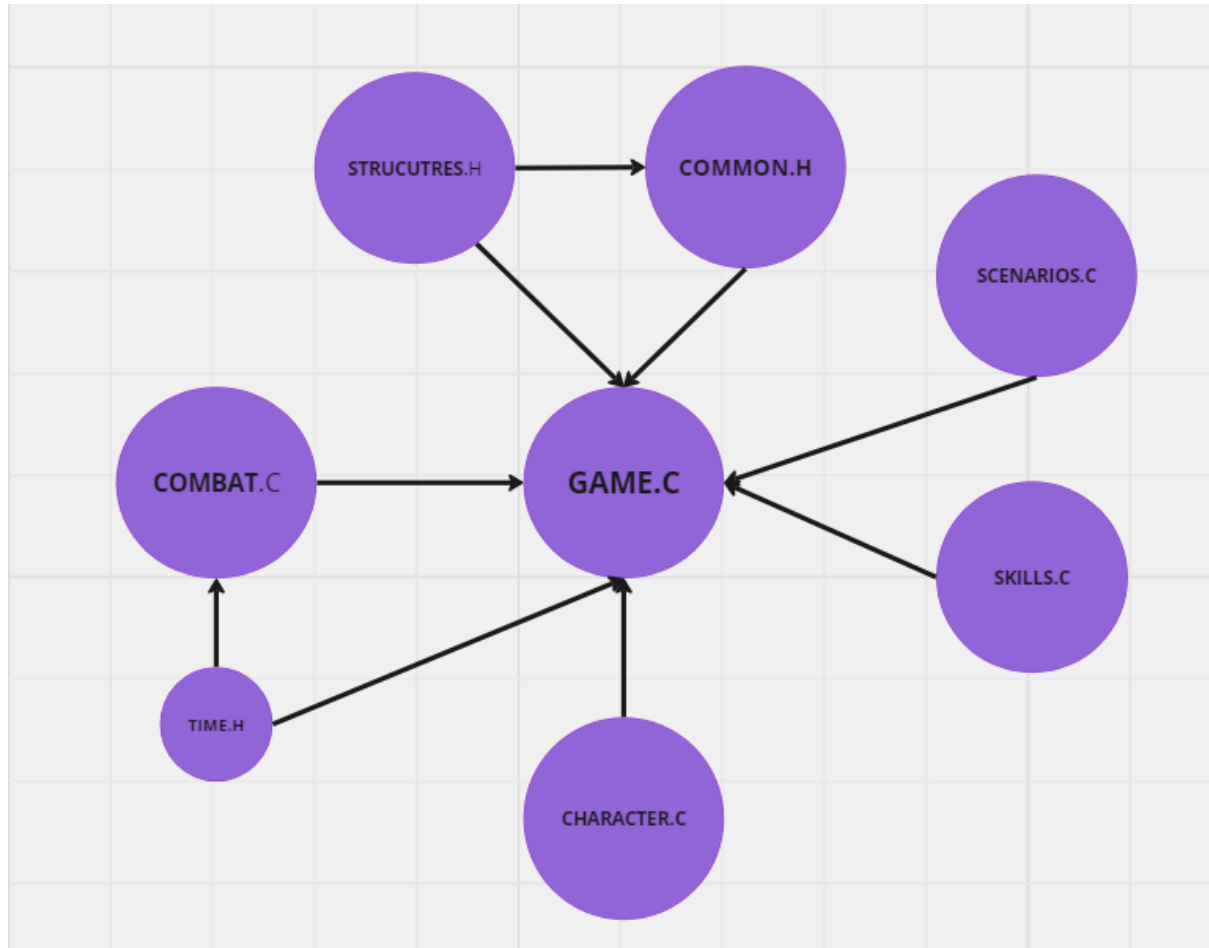 STRUCUTRES.H
COMMON.H
SCENARIOS.C
COMBAT.C
GAME.C
SKILLS.C
TIME.H
CHARACTER.C